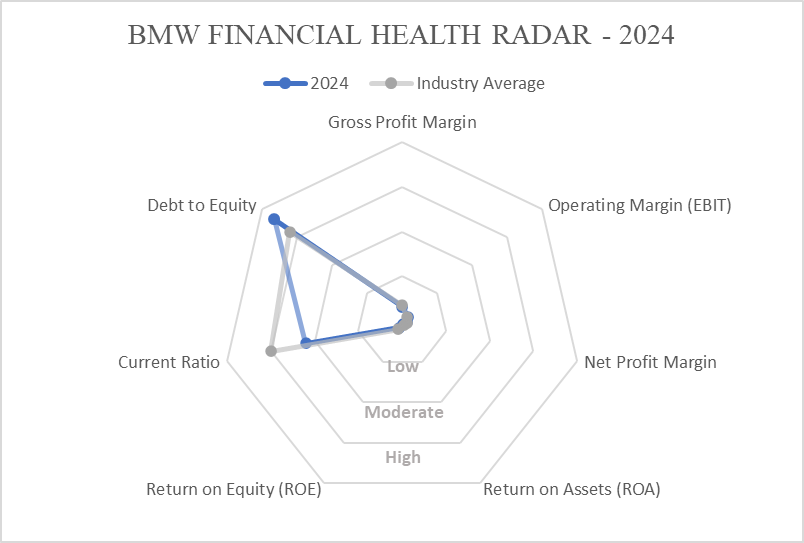 BMW FINANCIAL HEALTH RADAR - 2024
2024 Industry Average
Gross Profit Margin
Debt to Equity
Operating Margin (EBIT)
Current Ratio
Net Profit Margin
Low
Moderate
High
Return on Equity (ROE)
Return on Assets (ROA)